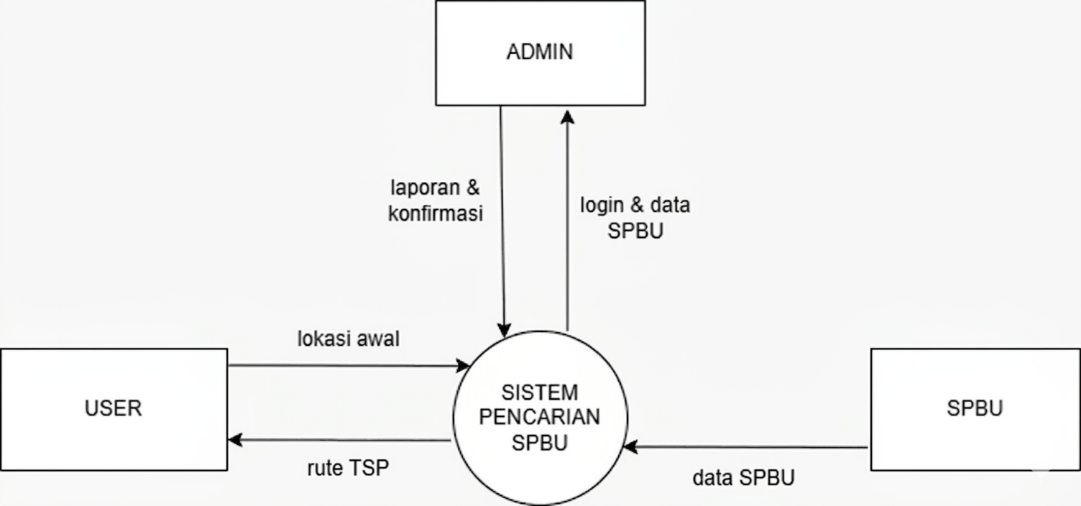 ADMIN
laporan &
konfirmasi
login & data
SPBU
lokasi awal
USER
SISTEM
PENCARIAN
SPBU
SPBU
rute TSP
data SPBU